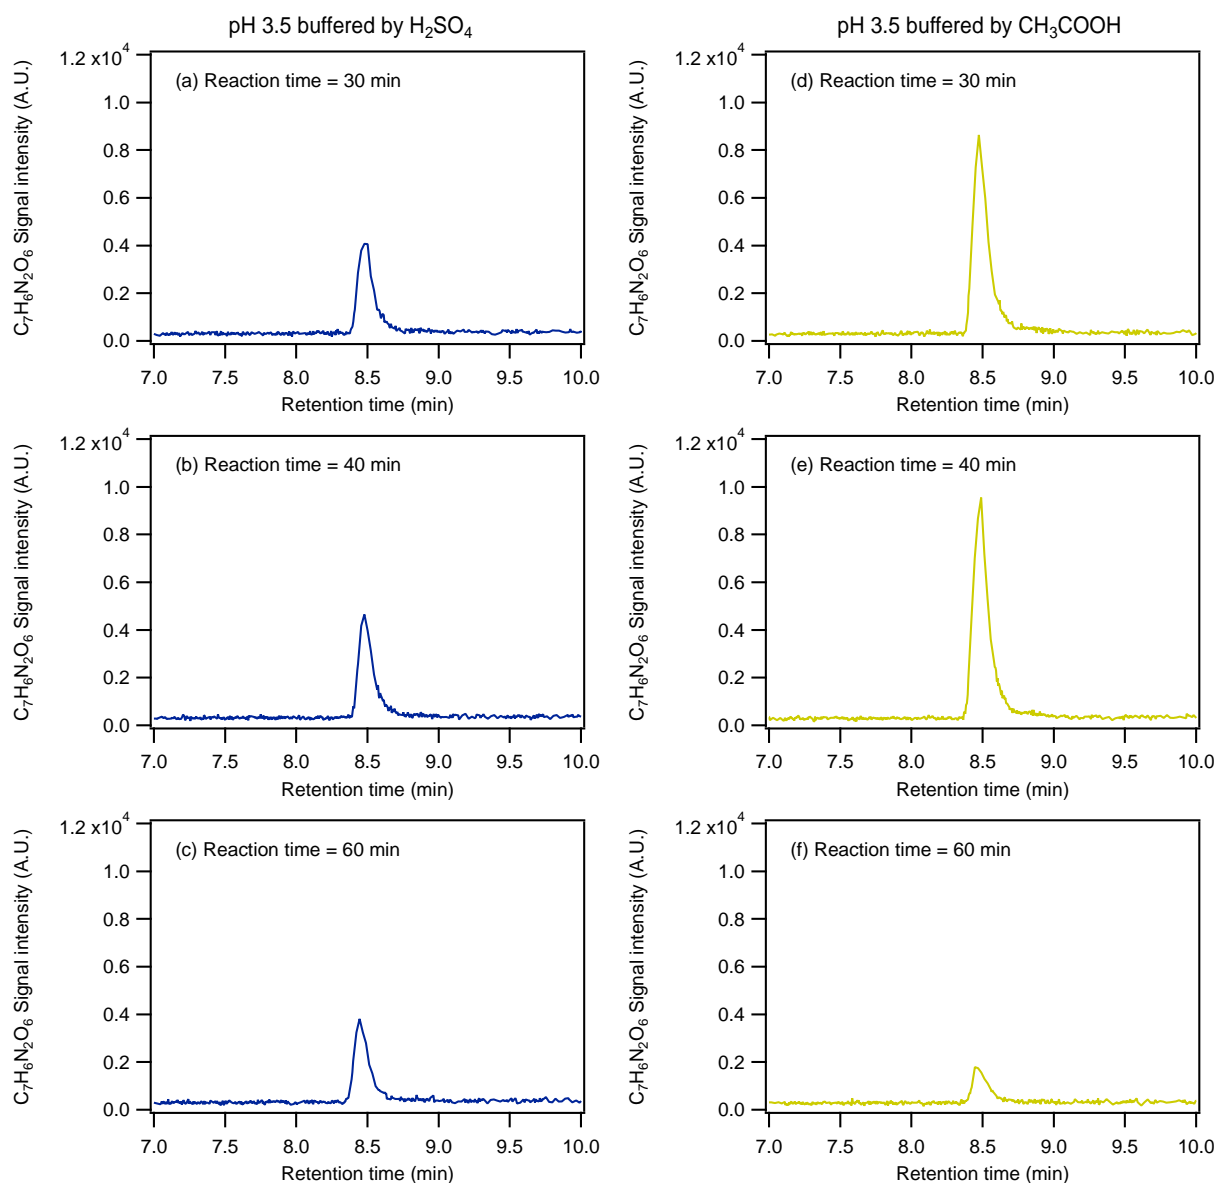 pH 3.5 buffered by H₂SO₄
pH 3.5 buffered by CH₃COOH
C₇H₆N₂O₆ Signal intensity (A.U.)
1.2 x10⁴
1.0
0.8
0.6
0.4
0.2
0.0
(a) Reaction time = 30 min
7.0 7.5 8.0 8.5 9.0 9.5 10.0
Retention time (min)
C₇H₆N₂O₆ Signal intensity (A.U.)
1.2 x10⁴
1.0
0.8
0.6
0.4
0.2
0.0
(d) Reaction time = 30 min
7.0 7.5 8.0 8.5 9.0 9.5 10.0
Retention time (min)
C₇H₆N₂O₆ Signal intensity (A.U.)
1.2 x10⁴
1.0
0.8
0.6
0.4
0.2
0.0
(b) Reaction time = 40 min
7.0 7.5 8.0 8.5 9.0 9.5 10.0
Retention time (min)
C₇H₆N₂O₆ Signal intensity (A.U.)
1.2 x10⁴
1.0
0.8
0.6
0.4
0.2
0.0
(e) Reaction time = 40 min
7.0 7.5 8.0 8.5 9.0 9.5 10.0
Retention time (min)
C₇H₆N₂O₆ Signal intensity (A.U.)
1.2 x10⁴
1.0
0.8
0.6
0.4
0.2
0.0
(c) Reaction time = 60 min
7.0 7.5 8.0 8.5 9.0 9.5 10.0
Retention time (min)
C₇H₆N₂O₆ Signal intensity (A.U.)
1.2 x10⁴
1.0
0.8
0.6
0.4
0.2
0.0
(f) Reaction time = 60 min
7.0 7.5 8.0 8.5 9.0 9.5 10.0
Retention time (min)